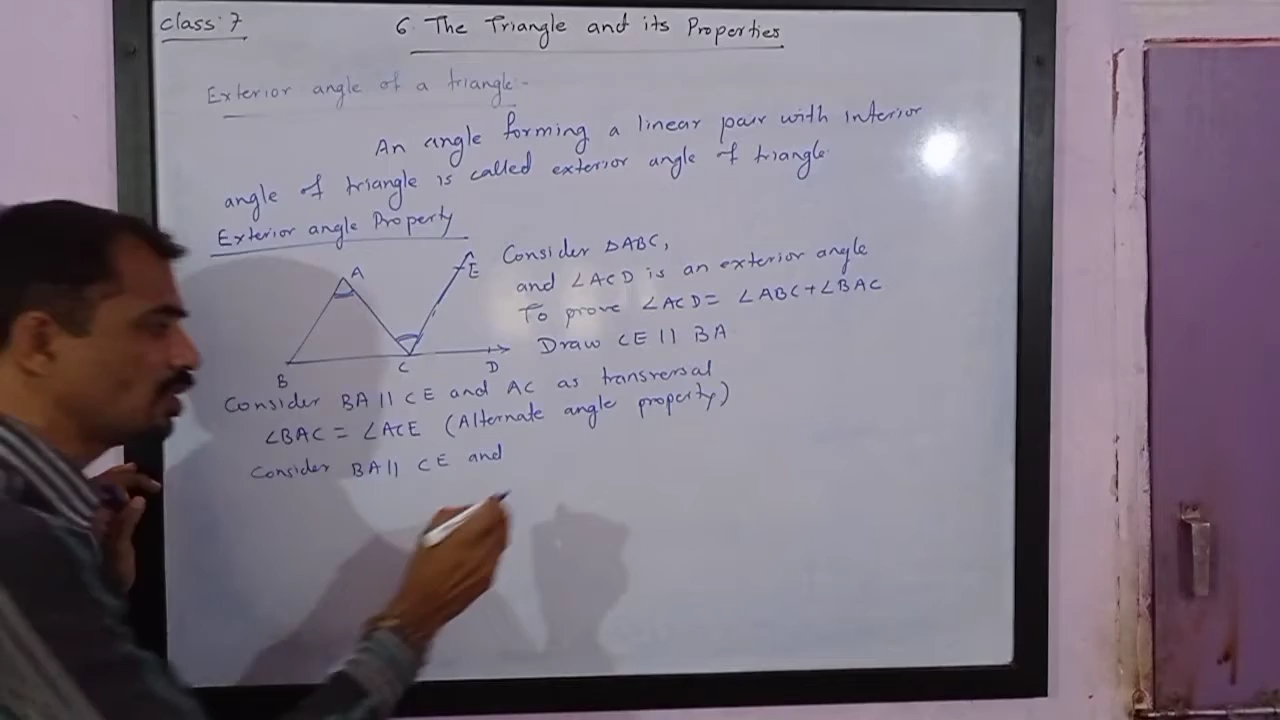 class: 7
6. The Triangle and its Properties
Exterior angle of a triangle:-
An angle forming a linear pair with interior
angle of triangle is called exterior angle of triangle.
Exterior angle Property
Consider ΔABC,
and ∠ACD is an exterior angle
To prove ∠ACD = ∠ABC + ∠BAC
Draw CE || BA
A
E
B
C
D
Consider BA || CE and AC as transversal
∠BAC = ∠ACE (Alternate angle property)
Consider BA || CE and